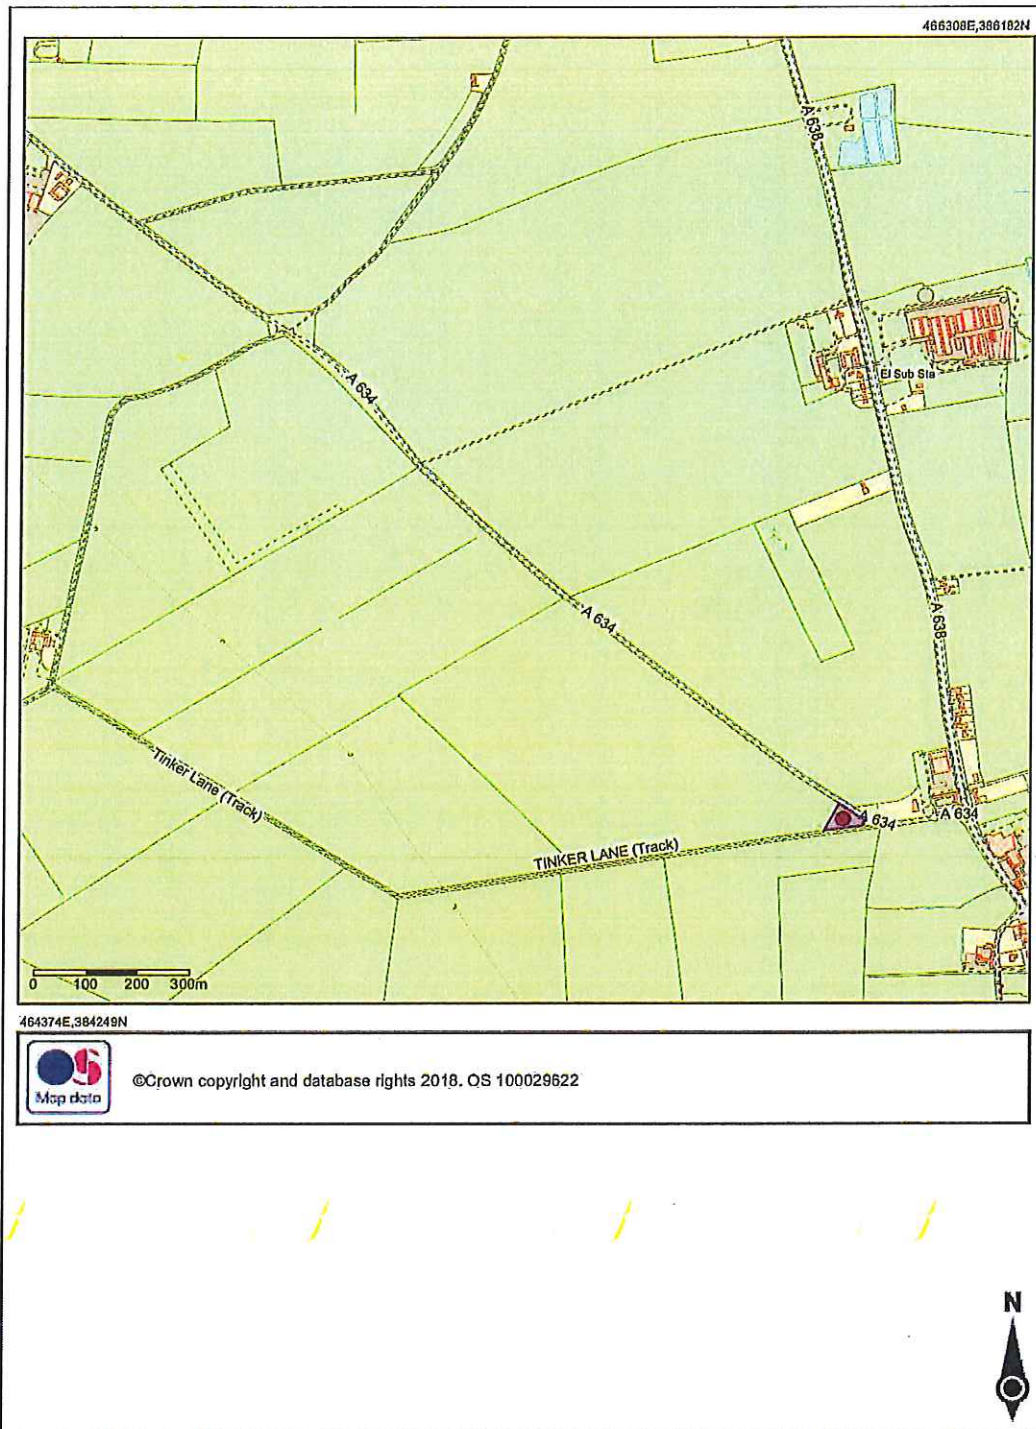 466308E,386182N
A 638
A 634
El Sub Sta
A 634
A 638
Tinker Lane (Track)
A 634
A 634
TINKER LANE (Track)
0 100 200 300m
464374E,384249N
OS
Map data
©Crown copyright and database rights 2018. OS 100029622
N